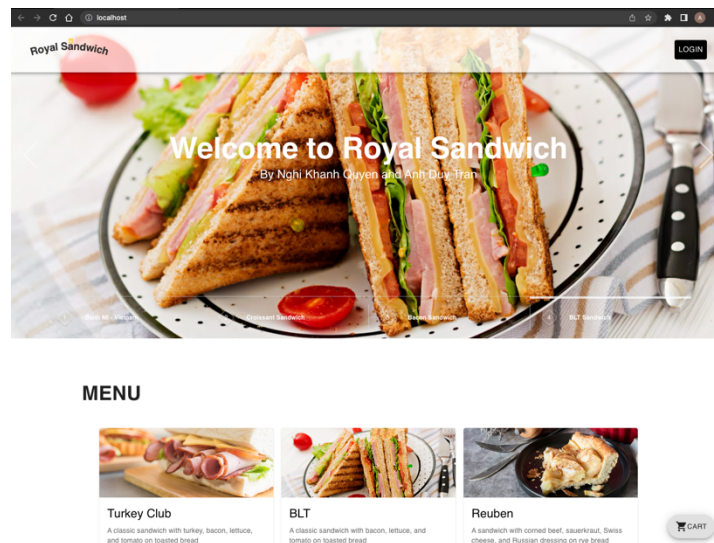 localhost
Royal Sandwich
LOGIN
Welcome to Royal Sandwich
By Nghi Khanh Quyen and Anh Duy Tran
1
2 Croissant Sandwich
Bacon Sandwich
4 BLT Sandwich
MENU
Turkey Club
A classic sandwich with turkey, bacon, lettuce,
and tomato on toasted bread
BLT
A classic sandwich with bacon, lettuce, and
tomato on toasted bread
Reuben
A sandwich with corned beef, sauerkraut, Swiss
cheese, and Russian dressing on rye bread
CART